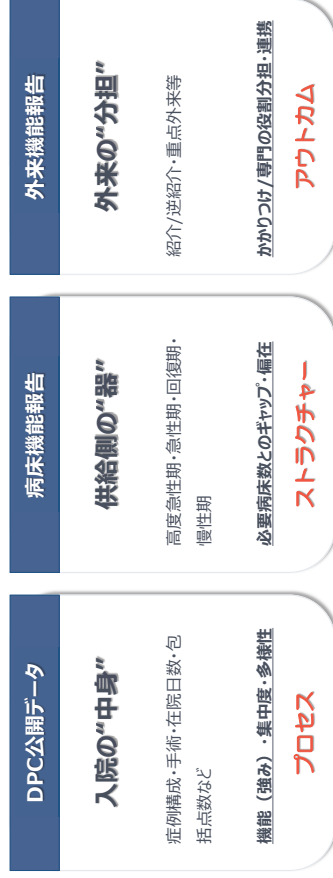 DPC公開データ
入院の“中身”
症例構成・手術・在院日数・包
括点数など
機能（強み）・集中度・多様性
プロセス
病床機能報告
供給側の“器”
高度急性期・急性期・回復期・
慢性期
必要病床数とのギャップ・偏在
ストラクチャー
外来機能報告
外来の“分担”
紹介/逆紹介・重点外来等
かかりつけ/専門の役割分担・連携
アウトカム